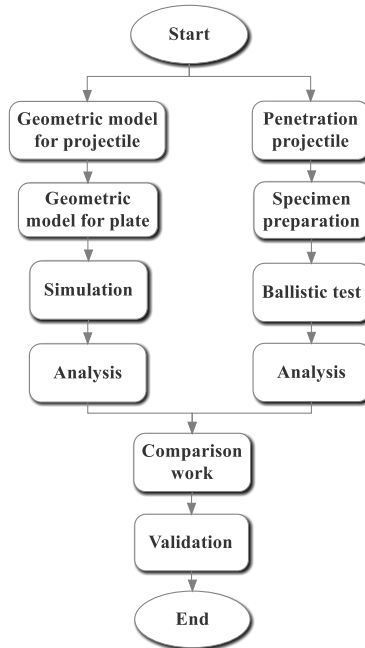 Start
Geometric model
for projectile
Geometric
model for plate
Simulation
Analysis
Penetration
projectile
Specimen
preparation
Ballistic test
Analysis
Comparison
work
Validation
End